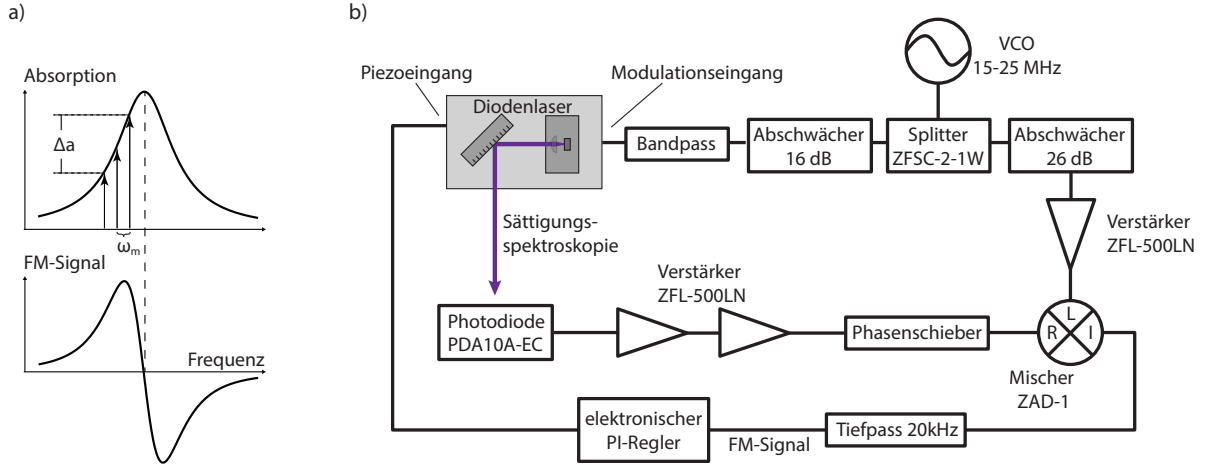 a)
Absorption
Δa
ωm
FM-Signal
Frequenz
b)
VCO
15-25 MHz
Piezoeingang
Modulationseingang
Diodenlaser
Bandpass
Abschwächer
16 dB
Splitter
ZFSC-2-1W
Abschwächer
26 dB
Sättigungs-
spektroskopie
Verstärker
ZFL-500LN
Verstärker
ZFL-500LN
Photodiode
PDA10A-EC
Phasenschieber
L
R
I
Mischer
ZAD-1
elektronischer
PI-Regler
FM-Signal
Tiefpass 20kHz